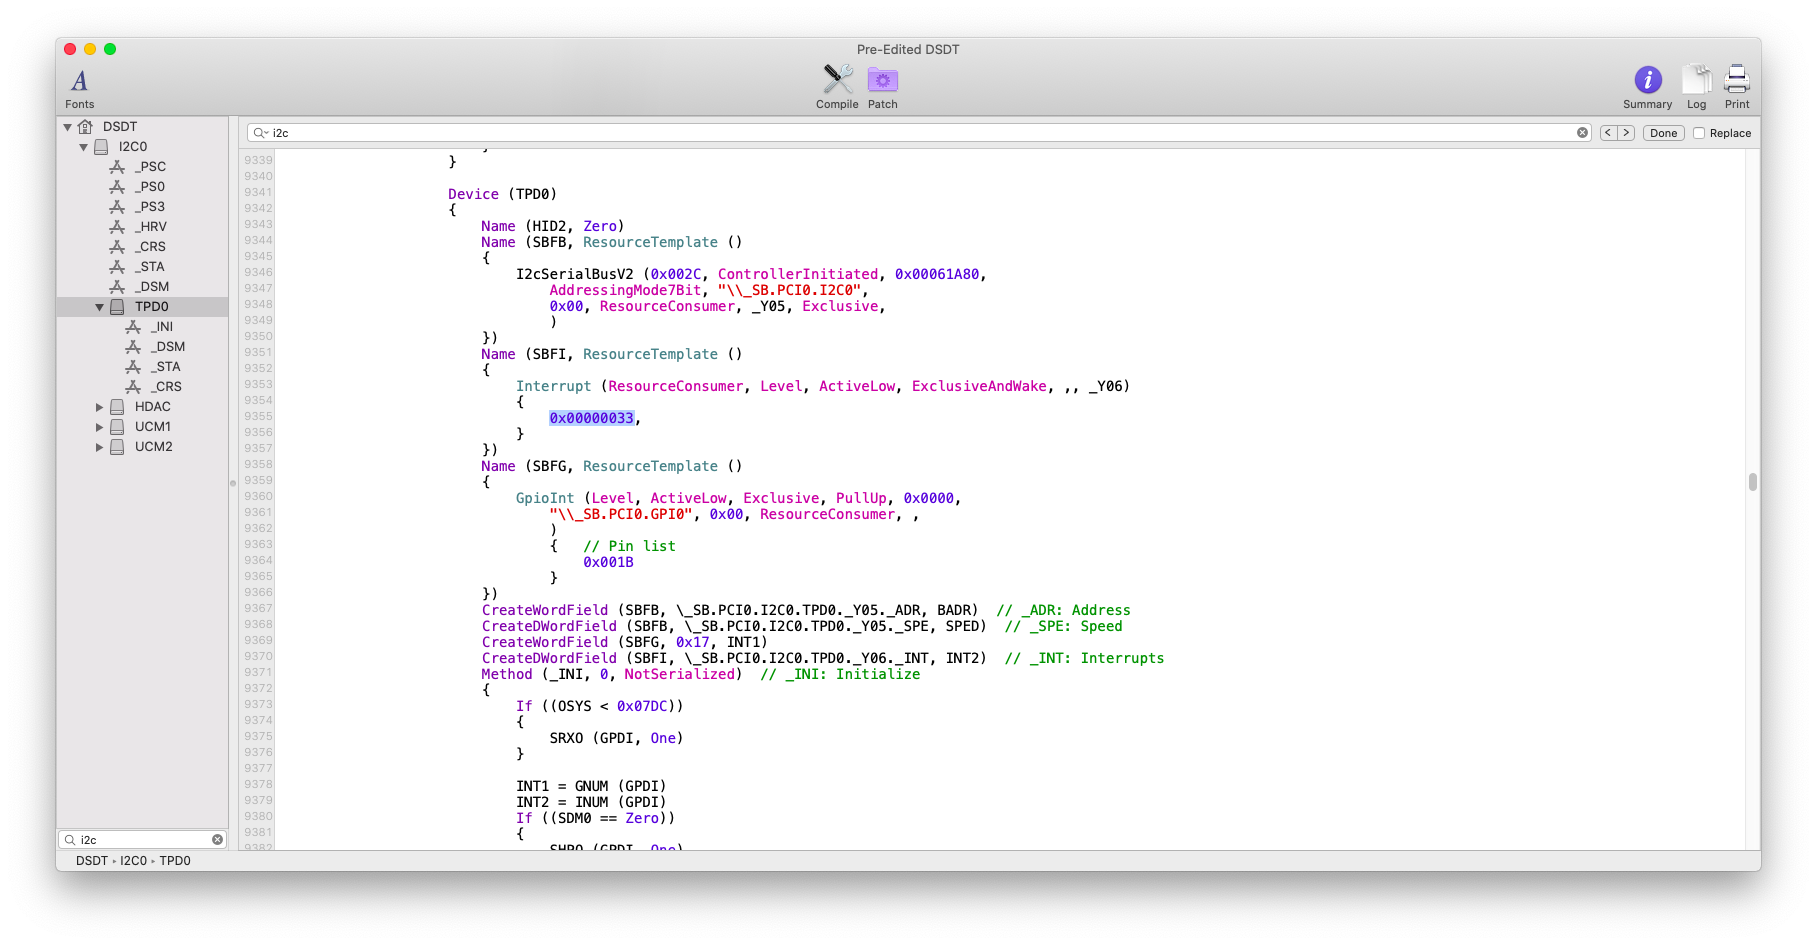 Pre-Edited DSDT
Fonts
Compile
Patch
Summary
Log
Print
DSDT
I2C0
_PSC
_PS0
_PS3
_HRV
_CRS
_STA
_DSM
TPD0
_INI
_DSM
_STA
_CRS
HDAC
UCM1
UCM2
i2c
DSDT ▸ I2C0 ▸ TPD0
i2c
< > Done Replace
9339 }
9340
9341 Device (TPD0)
9342 {
9343 Name (HID2, Zero)
9344 Name (SBFB, ResourceTemplate ()
9345 {
9346 I2cSerialBusV2 (0x002C, ControllerInitiated, 0x00061A80,
9347 AddressingMode7Bit, "\\_SB.PCI0.I2C0",
9348 0x00, ResourceConsumer, _Y05, Exclusive,
9349 )
9350 })
9351 Name (SBFI, ResourceTemplate ()
9352 {
9353 Interrupt (ResourceConsumer, Level, ActiveLow, ExclusiveAndWake, ,, _Y06)
9354 {
9355 0x00000033,
9356 }
9357 })
9358 Name (SBFG, ResourceTemplate ()
9359 {
9360 GpioInt (Level, ActiveLow, Exclusive, PullUp, 0x0000,
9361 "\\_SB.PCI0.GPI0", 0x00, ResourceConsumer, ,
9362 )
9363 { // Pin list
9364 0x001B
9365 }
9366 })
9367 CreateWordField (SBFB, \_SB.PCI0.I2C0.TPD0._Y05._ADR, BADR) // _ADR: Address
9368 CreateDWordField (SBFB, \_SB.PCI0.I2C0.TPD0._Y05._SPE, SPED) // _SPE: Speed
9369 CreateWordField (SBFG, 0x17, INT1)
9370 CreateDWordField (SBFI, \_SB.PCI0.I2C0.TPD0._Y06._INT, INT2) // _INT: Interrupts
9371 Method (_INI, 0, NotSerialized) // _INI: Initialize
9372 {
9373 If ((OSYS < 0x07DC))
9374 {
9375 SRXO (GPDI, One)
9376 }
9377
9378 INT1 = GNUM (GPDI)
9379 INT2 = INUM (GPDI)
9380 If ((SDM0 == Zero))
9381 {
9382 SHPO (GPDI, One)